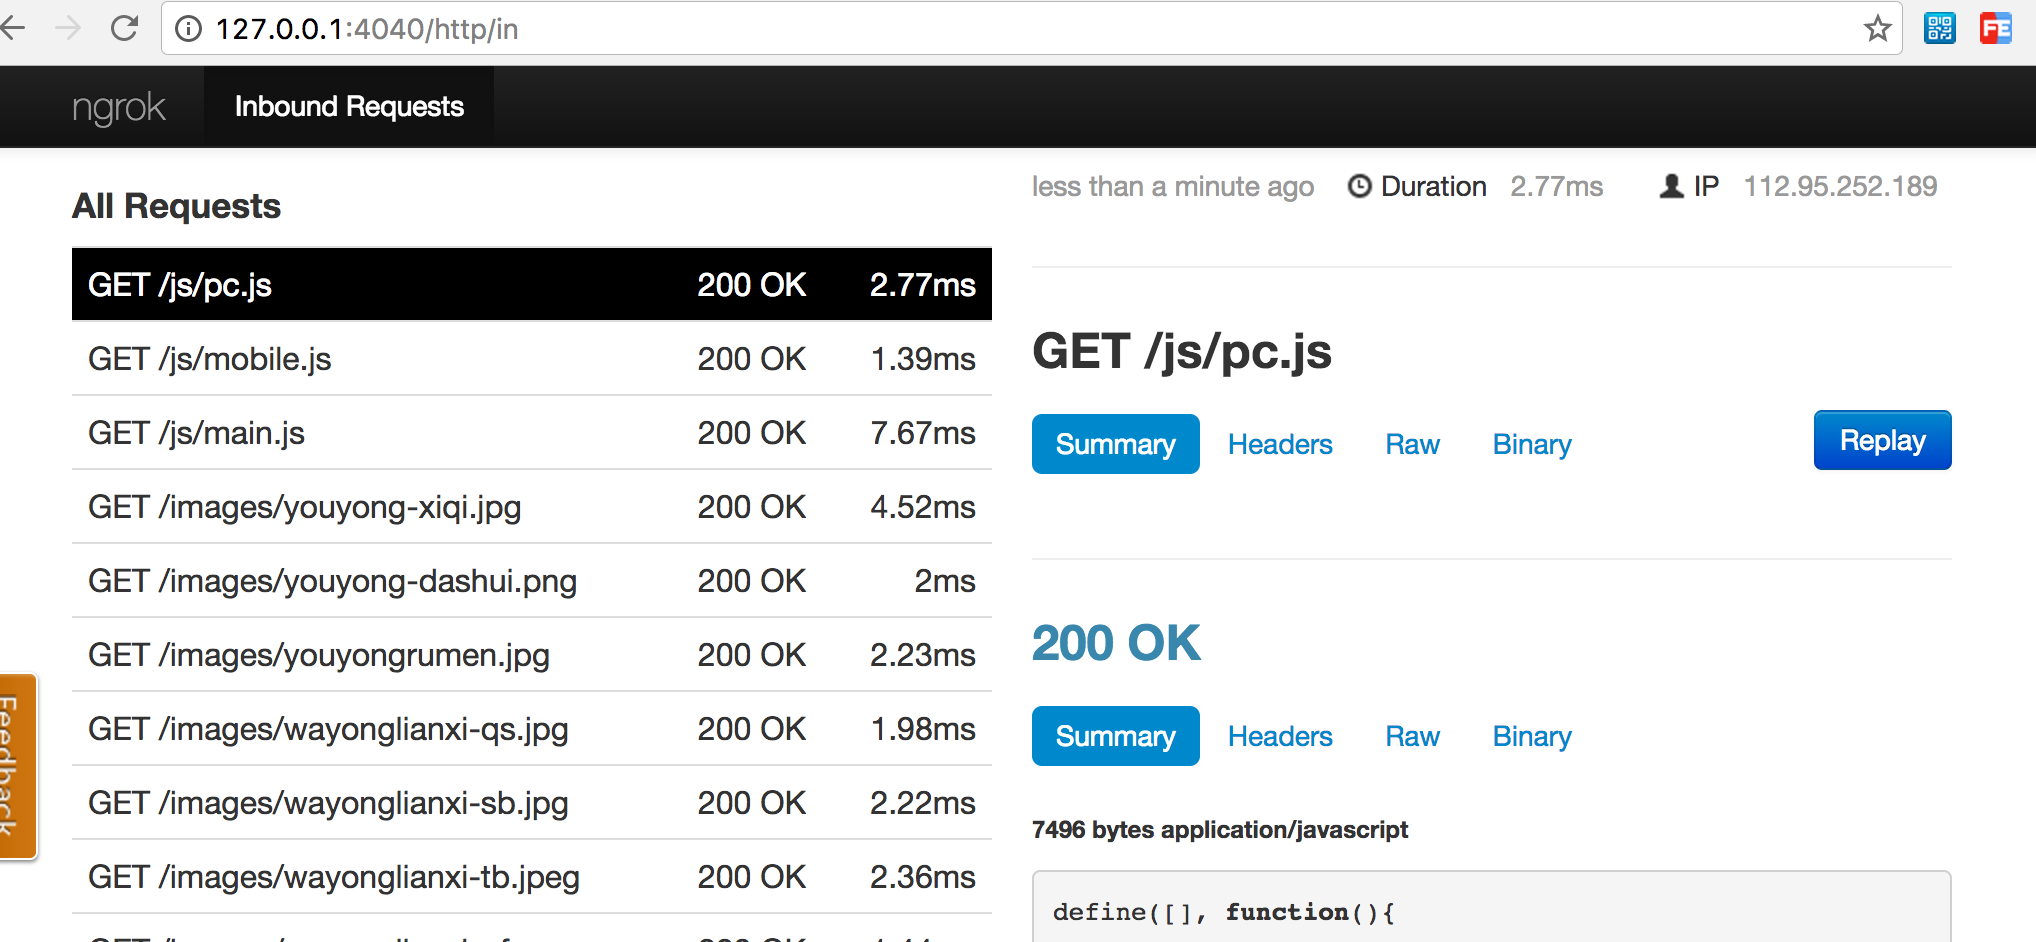 127.0.0.1:4040/http/in
FE
ngrok Inbound Requests
All Requests
GET /js/pc.js 200 OK 2.77ms
GET /js/mobile.js 200 OK 1.39ms
GET /js/main.js 200 OK 7.67ms
GET /images/youyong-xiqi.jpg 200 OK 4.52ms
GET /images/youyong-dashui.png 200 OK 2ms
GET /images/youyongrumen.jpg 200 OK 2.23ms
GET /images/wayonglianxi-qs.jpg 200 OK 1.98ms
GET /images/wayonglianxi-sb.jpg 200 OK 2.22ms
GET /images/wayonglianxi-tb.jpeg 200 OK 2.36ms
less than a minute ago Duration 2.77ms IP 112.95.252.189
GET /js/pc.js
Summary Headers Raw Binary Replay
200 OK
Summary Headers Raw Binary
7496 bytes application/javascript
define([], function(){
Feedback